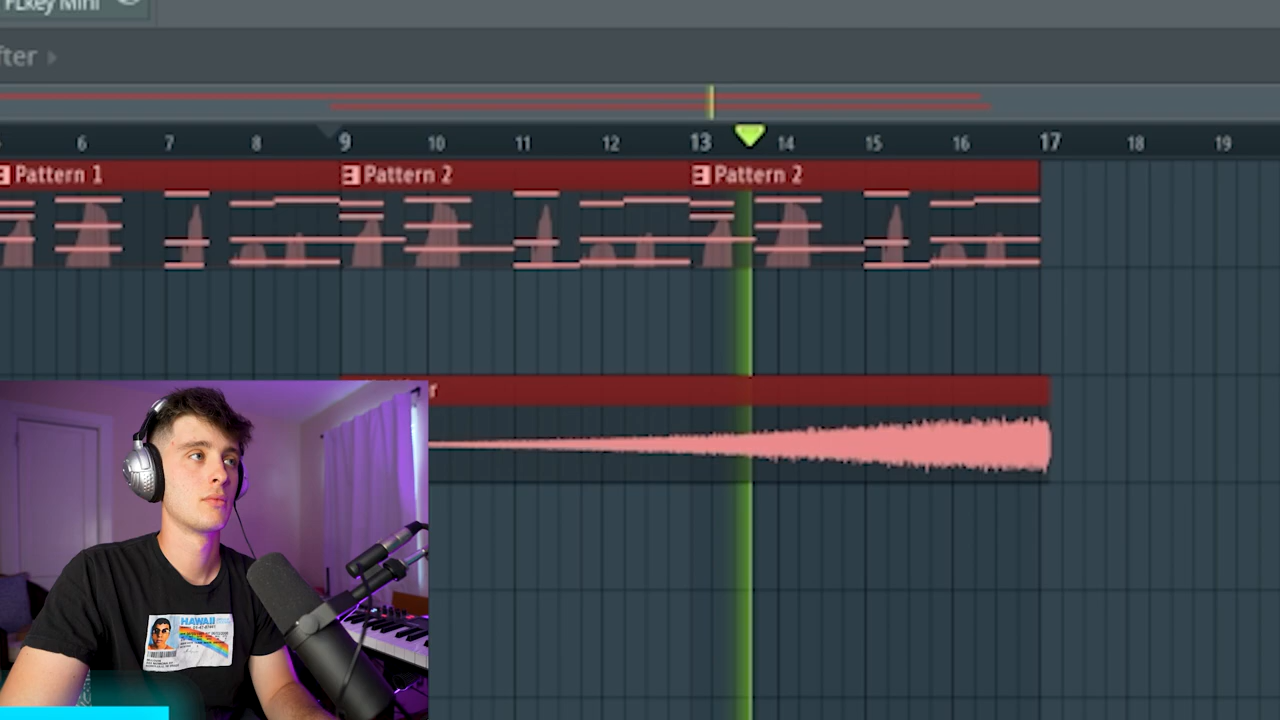 FLkey Mini
fter
6 7 8 9 10 11 12 13 14 15 16 17 18 19
Pattern 1 Pattern 2 Pattern 2
HAWAII